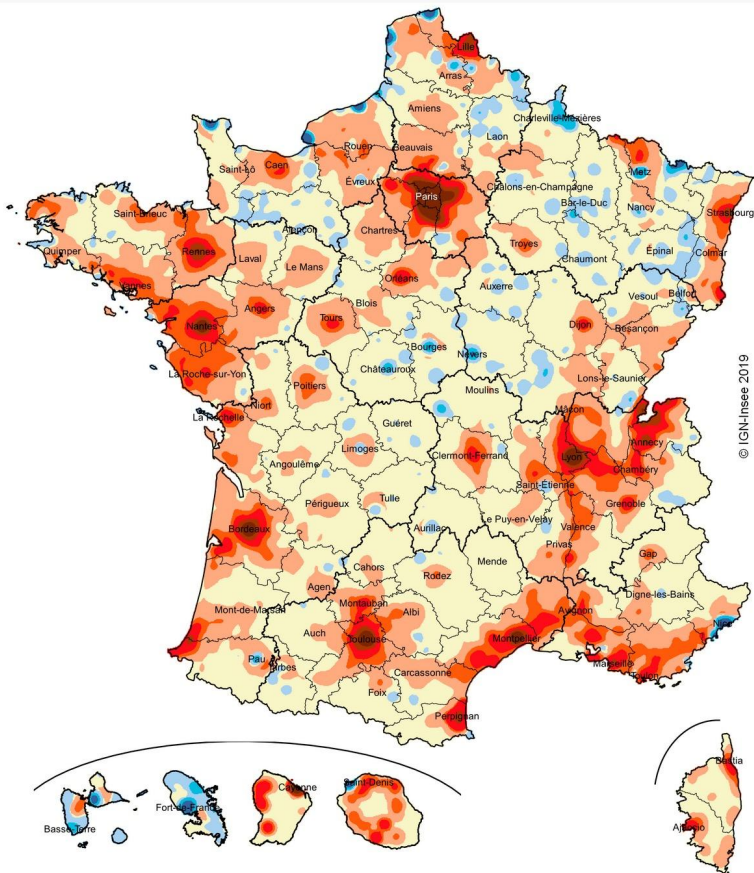 Lille
Arras
Amiens
Charleville-Mézières
Laon
Rouen
Beauvais
Saint-Lô
Caen
Évreux
Metz
Châlons-en-Champagne
Paris
Bar-le-Duc
Nancy
Strasbourg
Saint-Brieuc
Alençon
Chartres
Troyes
Épinal
Colmar
Quimper
Rennes
Laval
Le Mans
Chaumont
Orléans
Vannes
Auxerre
Vesoul
Belfort
Blois
Angers
Tours
Dijon
Besançon
Nantes
Bourges
Nevers
Châteauroux
Lons-le-Saunier
La Roche-sur-Yon
Poitiers
Moulins
Niort
Mâcon
La Rochelle
Guéret
Annecy
Limoges
Clermont-Ferrand
Lyon
Angoulême
Chambéry
Saint-Étienne
Périgueux
Tulle
Grenoble
Le Puy-en-Velay
Valence
Bordeaux
Aurillac
Privas
Gap
Cahors
Mende
Rodez
Agen
Digne-les-Bains
Mont-de-Marsan
Montauban
Albi
Avignon
Nice
Auch
Toulouse
Montpellier
Pau
Tarbes
Carcassonne
Marseille
Toulon
Foix
Perpignan
Bastia
Ajaccio
Cayenne
Saint-Denis
Fort-de-France
Basse-Terre
© IGN-Insee 2019